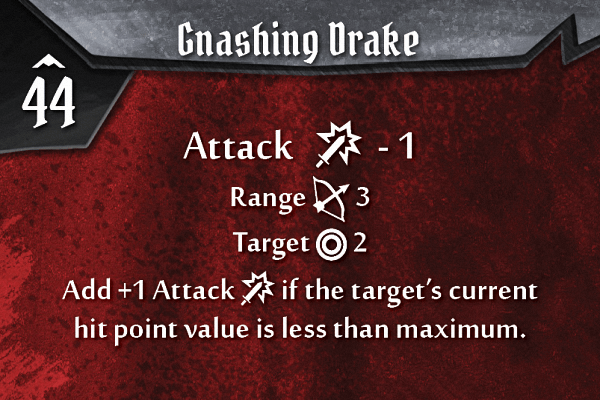 Gnashing Drake
44
Attack - 1
Range 3
Target 2
Add +1 Attack if the target's current
hit point value is less than maximum.